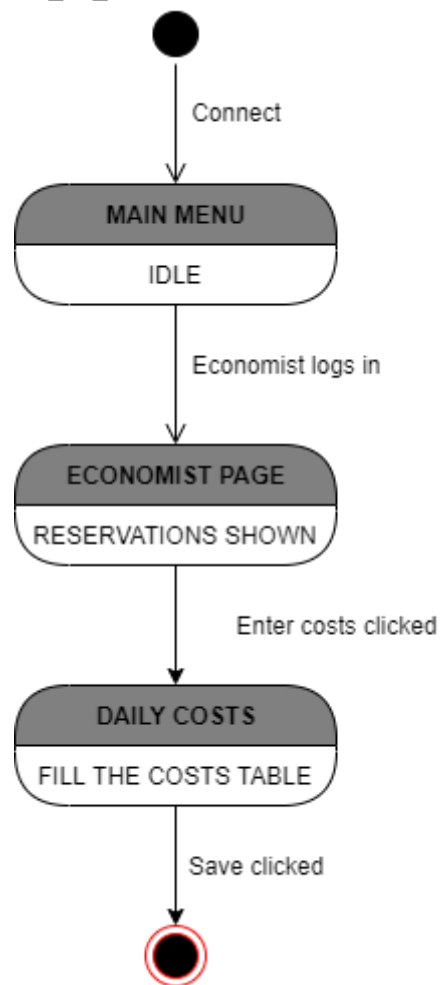 Connect
MAIN MENU
IDLE
Economist logs in
ECONOMIST PAGE
RESERVATIONS SHOWN
Enter costs clicked
DAILY COSTS
FILL THE COSTS TABLE
Save clicked